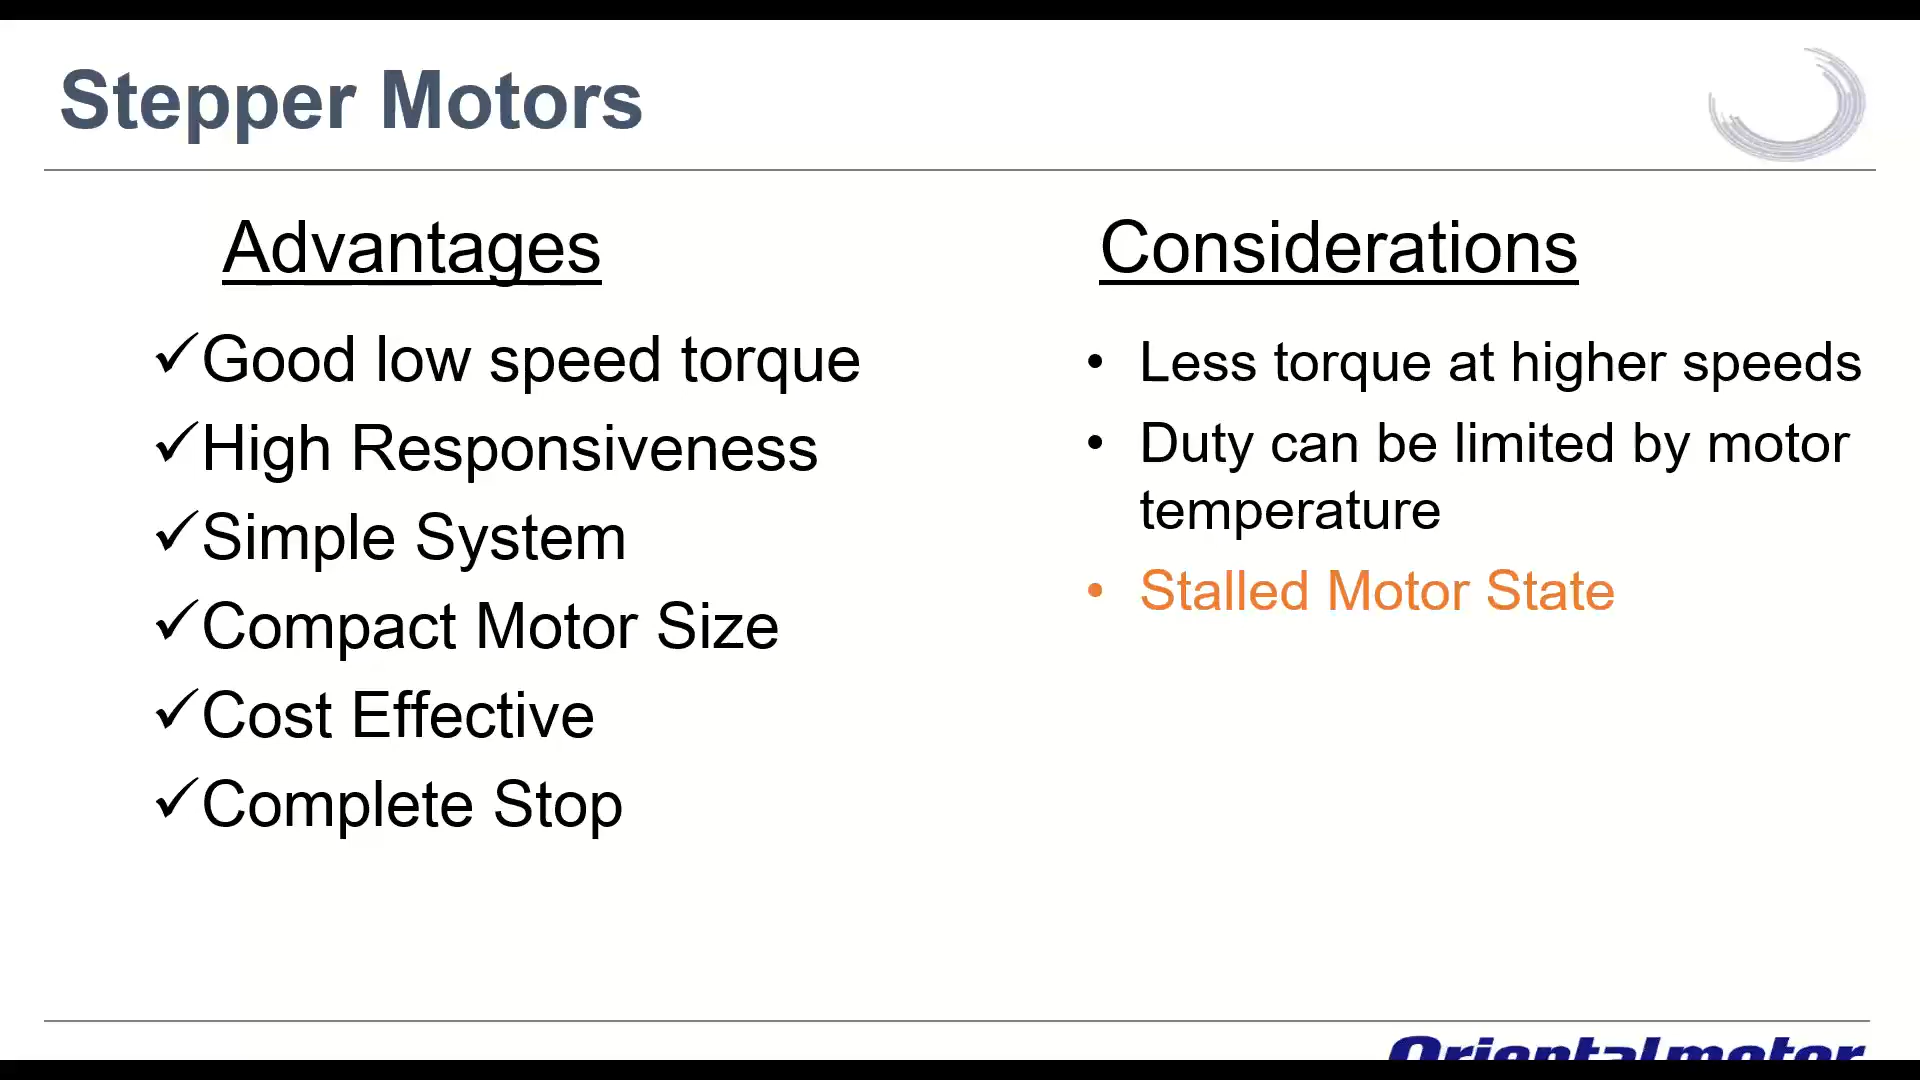 Stepper Motors
Advantages
✓Good low speed torque
✓High Responsiveness
✓Simple System
✓Compact Motor Size
✓Cost Effective
✓Complete Stop
Considerations
• Less torque at higher speeds
• Duty can be limited by motor
temperature
• Stalled Motor State
Orientalmotor